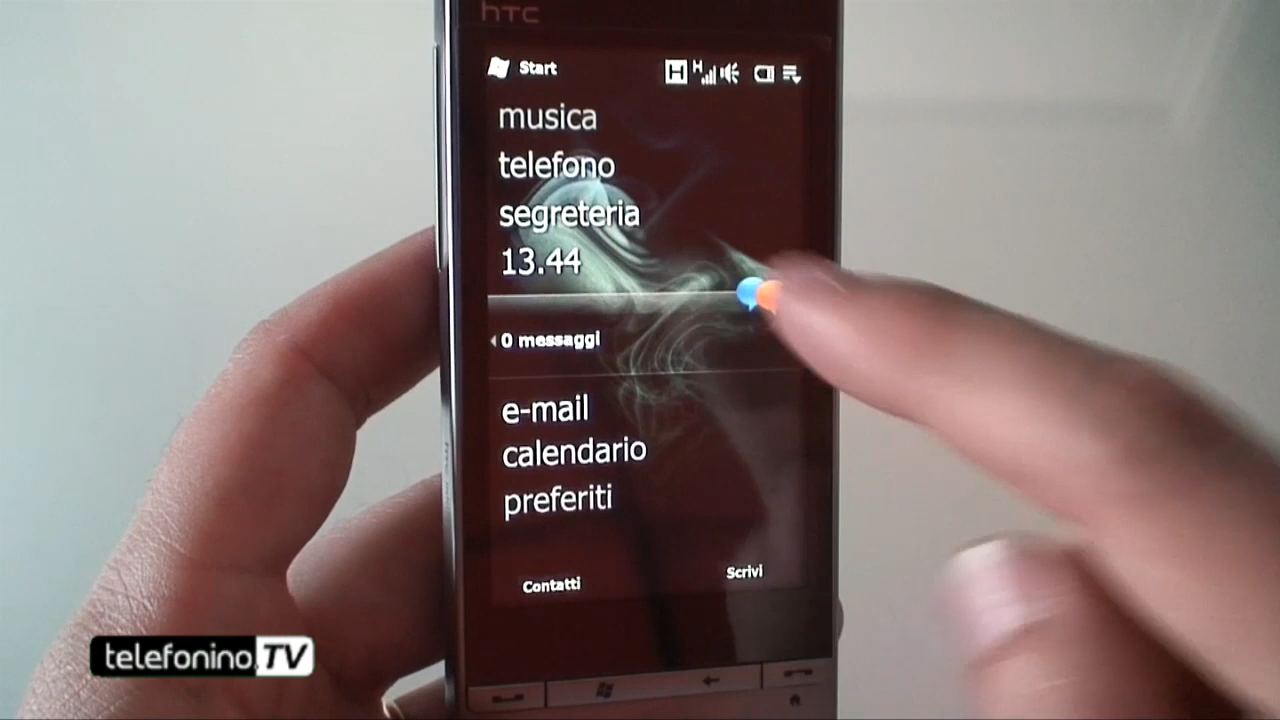 hTC
Start
H H
musica
telefono
segreteria
13.44
0 messaggi
e-mail
calendario
preferiti
Contatti
Scrivi
telefonino.TV